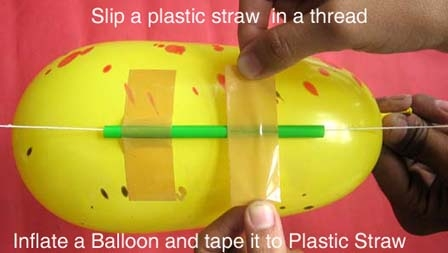 Slip a plastic straw in a thread
Inflate a Balloon and tape it to Plastic Straw